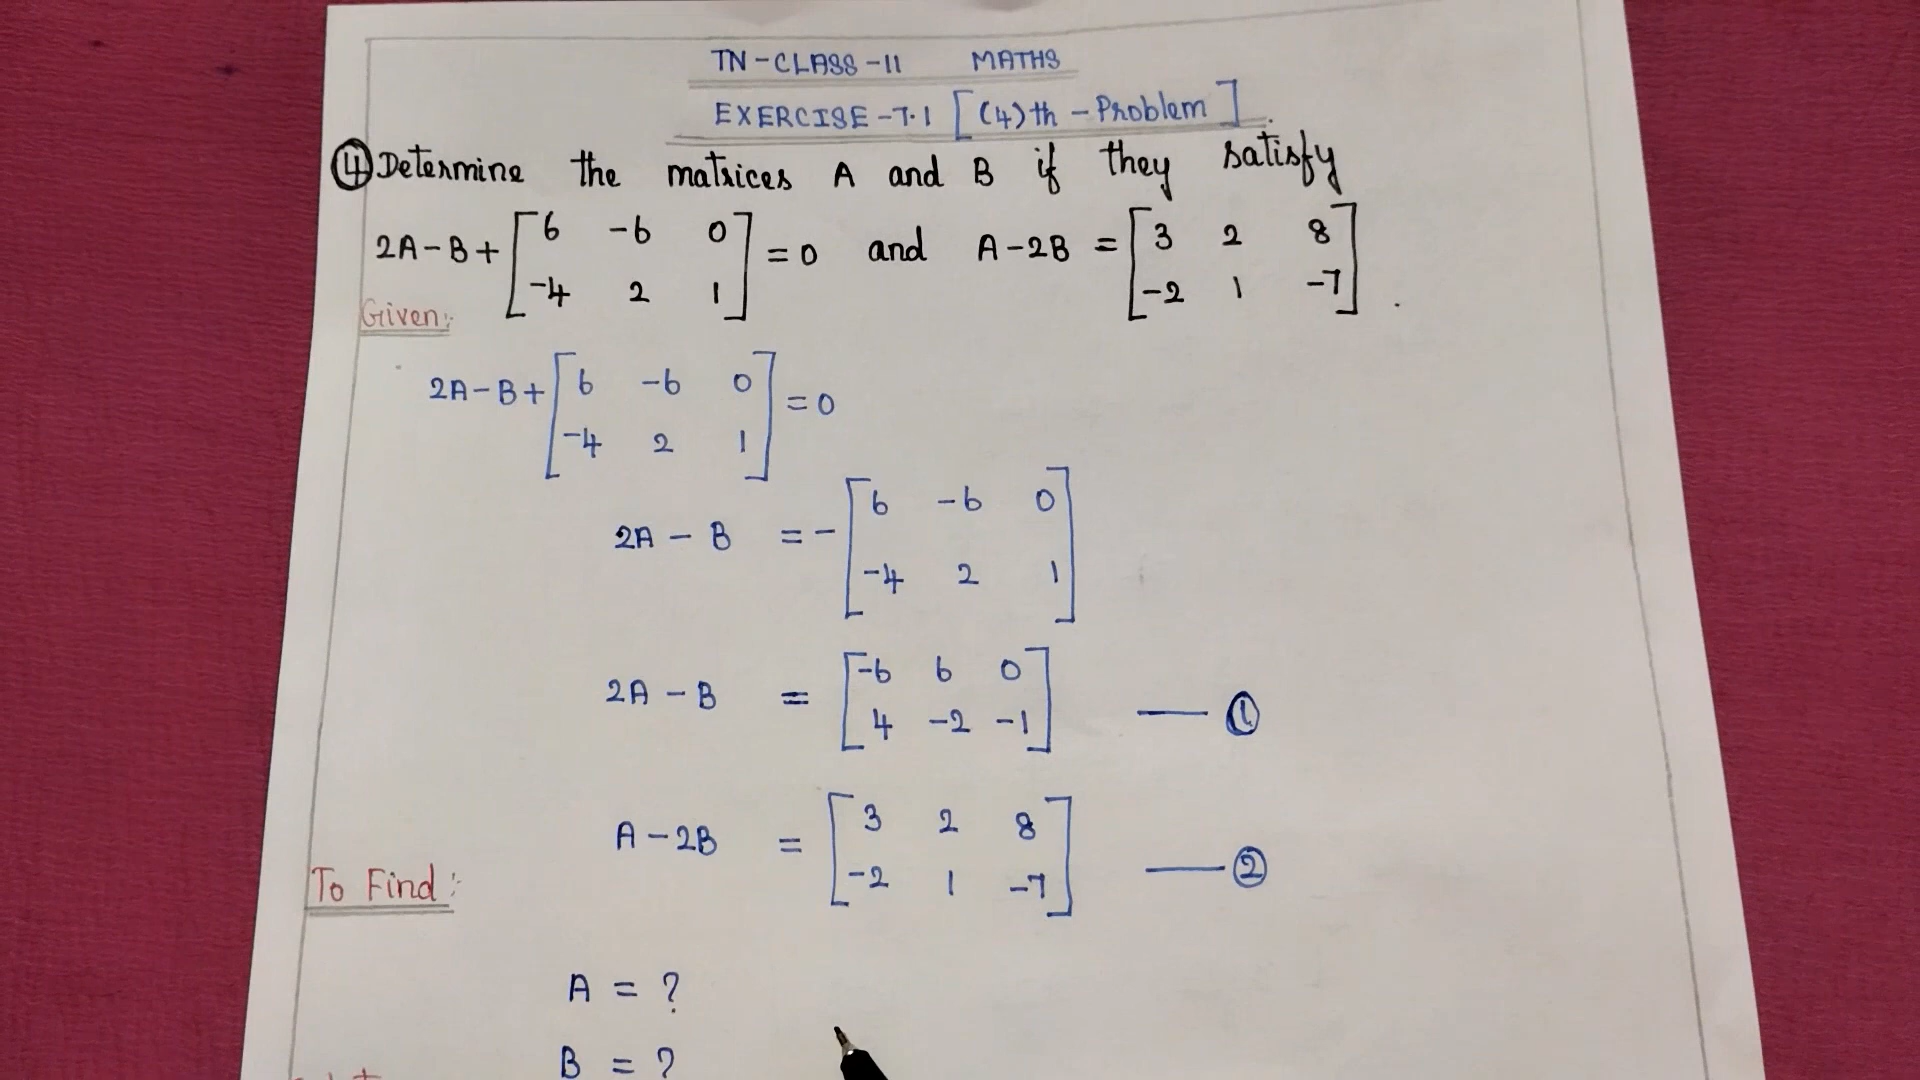 TN-CLASS-11 MATHS
EXERCISE-7.1 [(4)th - Problem].
④ Determine the matrices A and B if they satisfy
2A-B+[6 -6 0
-4 2 1] = 0 and A-2B = [3 2 8
-2 1 -7].
Given:
2A-B+[6 -6 0
-4 2 1] = 0
2A - B = -[6 -6 0
-4 2 1]
2A - B = [-6 6 0
4 -2 -1] — ①
A - 2B = [3 2 8
-2 1 -7] — ②
To Find:
A = ?
B = ?